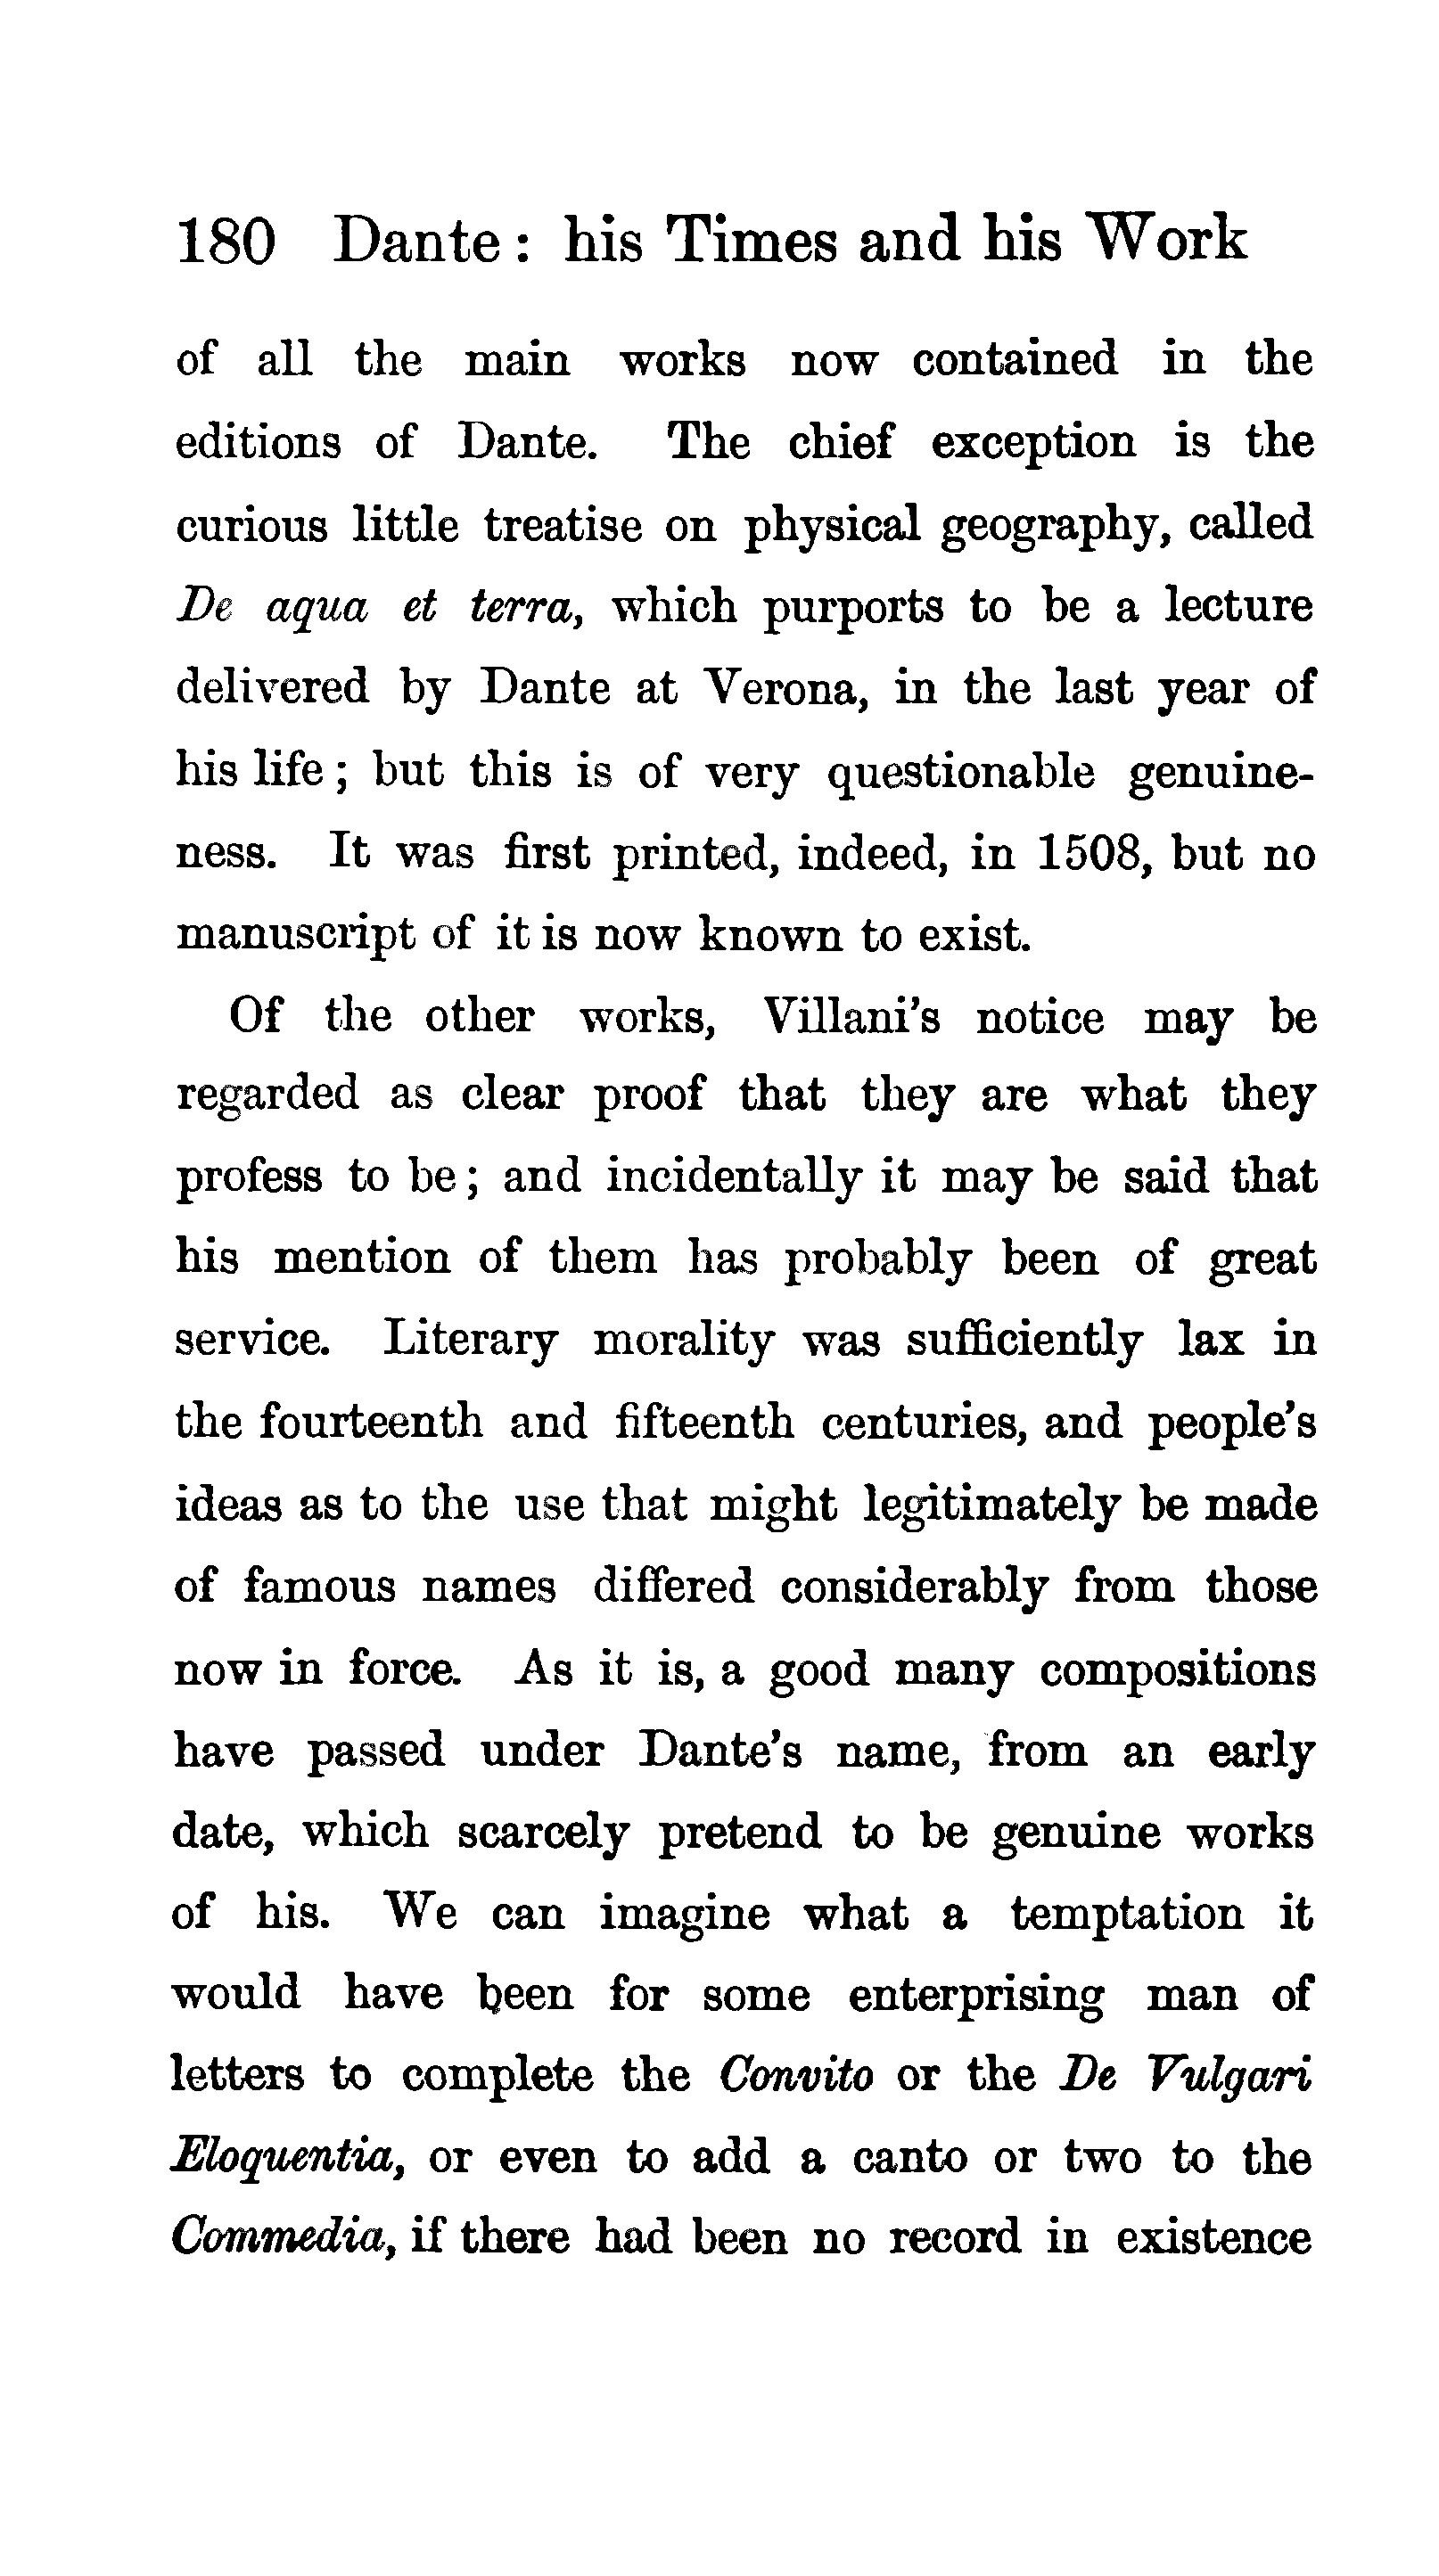 180 Dante : his Times and his Work
of all the main works now contained in the
editions of Dante. The chief exception is the
curious little treatise on physical geography, called
De aqua et terra, which purports to be a lecture
delivered by Dante at Verona, in the last year of
his life ; but this is of very questionable genuine-
ness. It was first printed, indeed, in 1508, but no
manuscript of it is now known to exist.
Of the other works, Villani's notice may be
regarded as clear proof that they are what they
profess to be ; and incidentally it may be said that
his mention of them has probably been of great
service. Literary morality was sufficiently lax in
the fourteenth and fifteenth centuries, and people's
ideas as to the use that might legitimately be made
of famous names differed considerably from those
now in force. As it is, a good many compositions
have passed under Dante's name, from an early
date, which scarcely pretend to be genuine works
of his. We can imagine what a temptation it
would have been for some enterprising man of
letters to complete the Convito or the De Vulgari
Eloquentia, or even to add a canto or two to the
Commedia, if there had been no record in existence